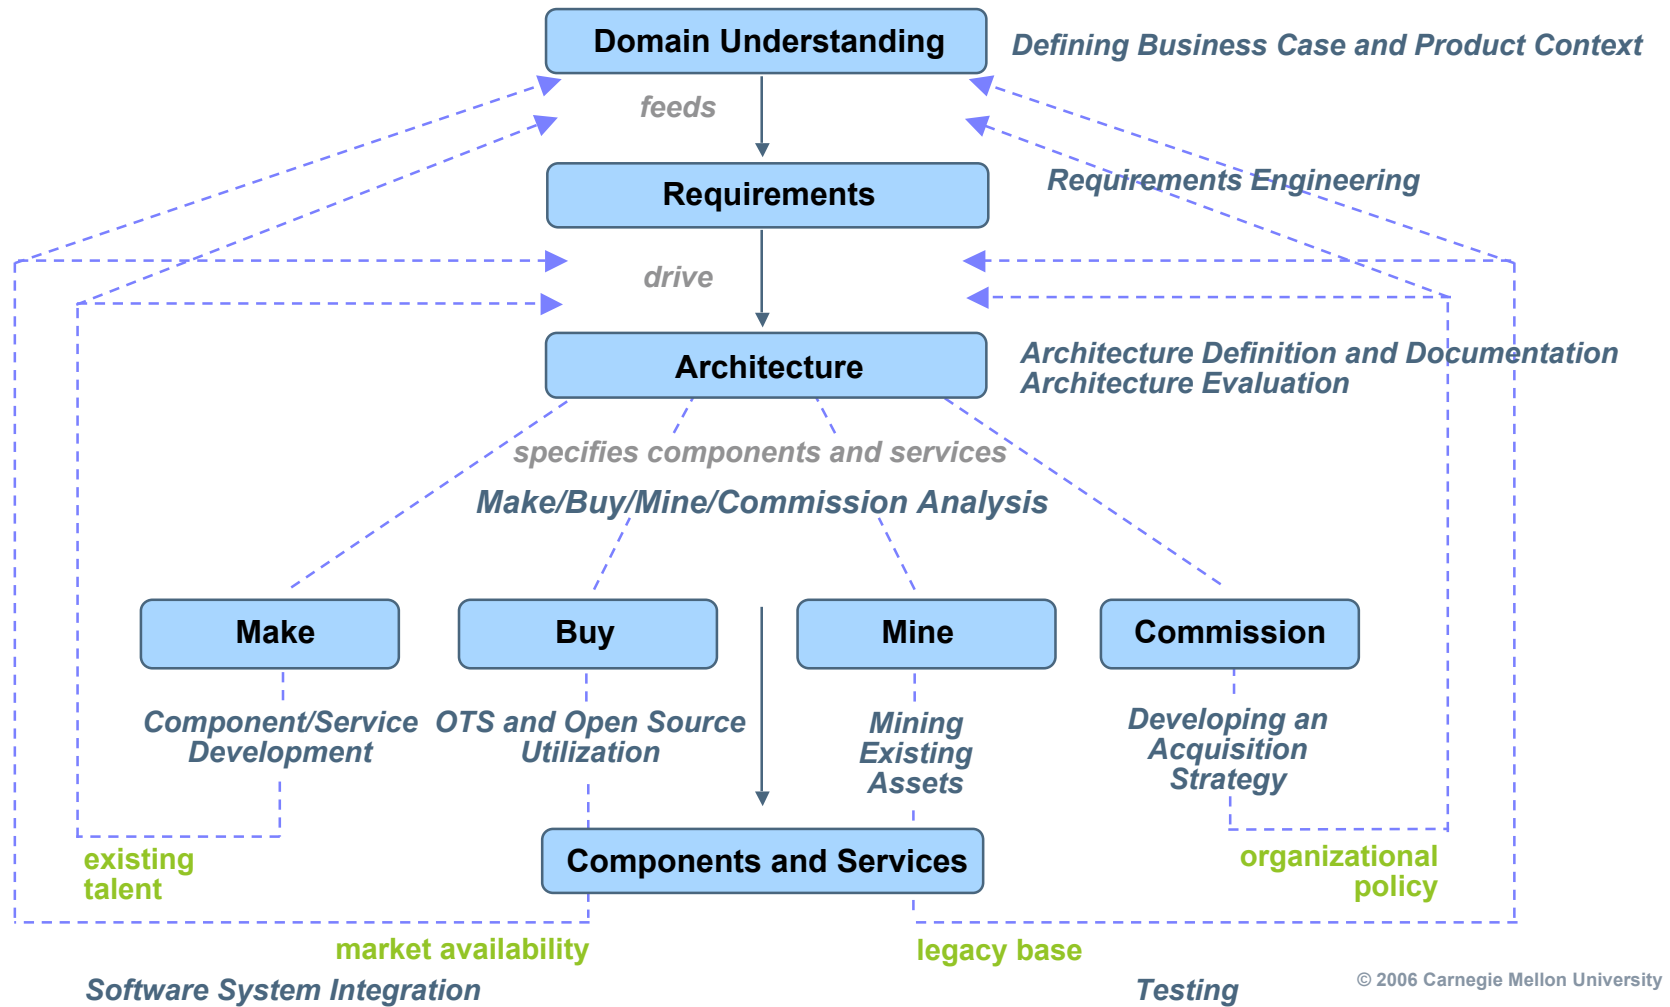 Domain Understanding
Defining Business Case and Product Context
feeds
Requirements
Requirements Engineering
drive
Architecture
Architecture Definition and Documentation
Architecture Evaluation
specifies components and services
Make/Buy/Mine/Commission Analysis
Make
Buy
Mine
Commission
Component/Service
Development
OTS and Open Source
Utilization
Mining
Existing
Assets
Developing an
Acquisition
Strategy
Components and Services
existing
talent
organizational
policy
market availability
legacy base
Software System Integration
Testing
© 2006 Carnegie Mellon University